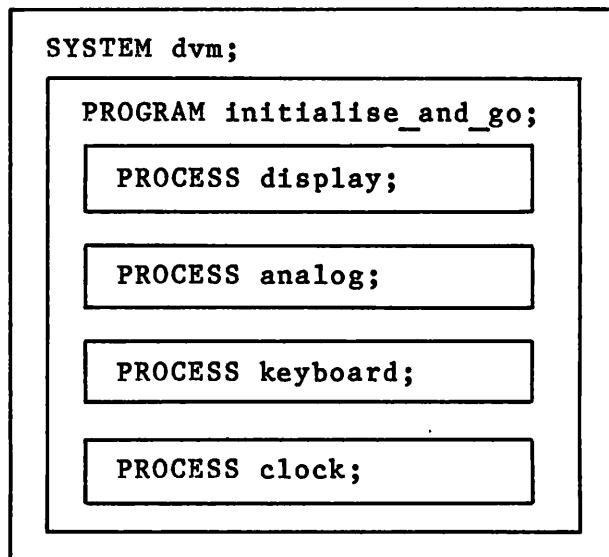 SYSTEM dvm;
PROGRAM initialise_and_go;
PROCESS display;
PROCESS analog;
PROCESS keyboard;
PROCESS clock;